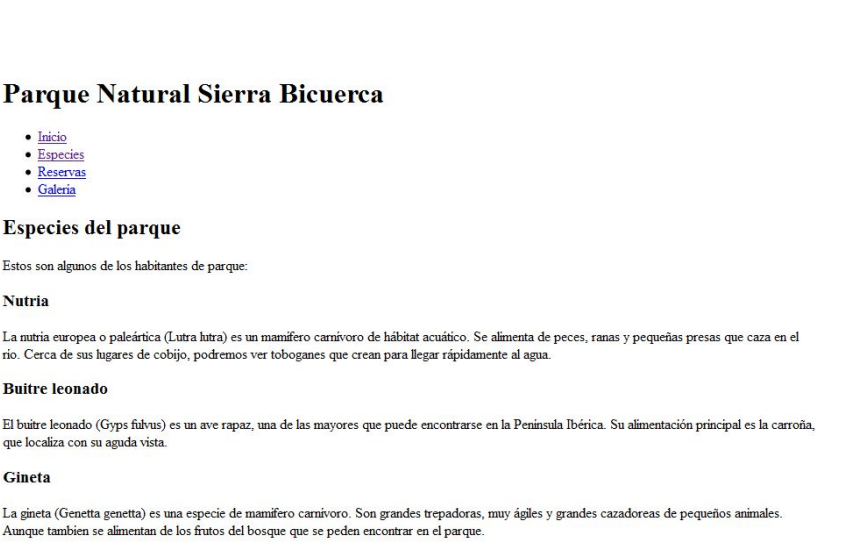 Parque Natural Sierra Bicuerca
Inicio
Especies
Reservas
Galeria
Especies del parque
Estos son algunos de los habitantes de parque:
Nutria
La nutria europea o paleártica (Lutra lutra) es un mamifero carnivoro de hábitat acuático. Se alimenta de peces, ranas y pequeñas presas que caza en el
rio. Cerca de sus lugares de cobijo, podremos ver toboganes que crean para llegar rápidamente al agua.
Buitre leonado
El buitre leonado (Gyps fulvus) es un ave rapaz, una de las mayores que puede encontrarse en la Peninsula Ibérica. Su alimentación principal es la carroña,
que localiza con su aguda vista.
Gineta
La gineta (Genetta genetta) es una especie de mamifero carnivoro. Son grandes trepadoras, muy ágiles y grandes cazadoreas de pequeños animales.
Aunque tambien se alimentan de los frutos del bosque que se peden encontrar en el parque.